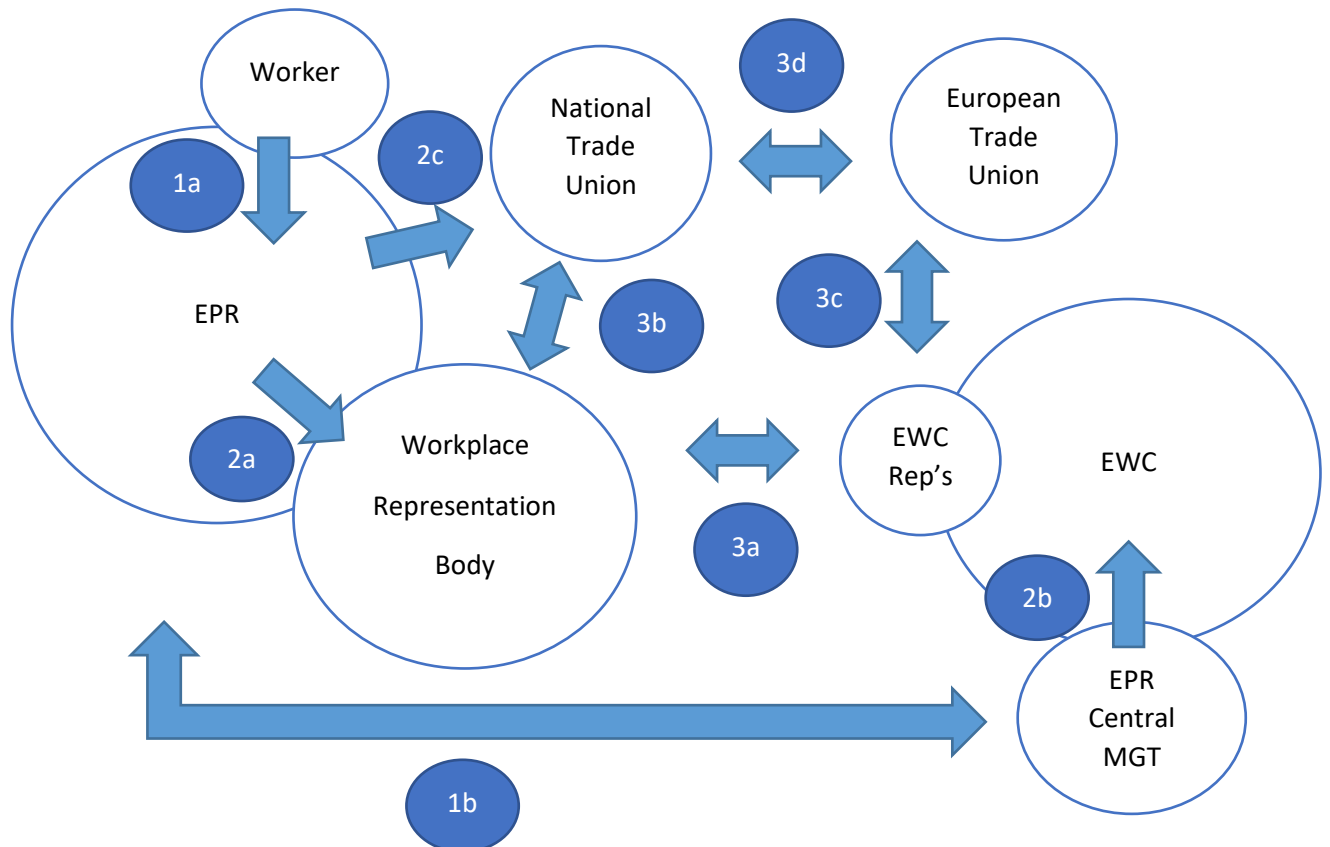 Worker
3d
National
Trade
Union
European
Trade
Union
2c
1a
EPR
3b
3c
Workplace
Representation
Body
2a
EWC
Rep’s
EWC
3a
2b
EPR
Central
MGT
1b